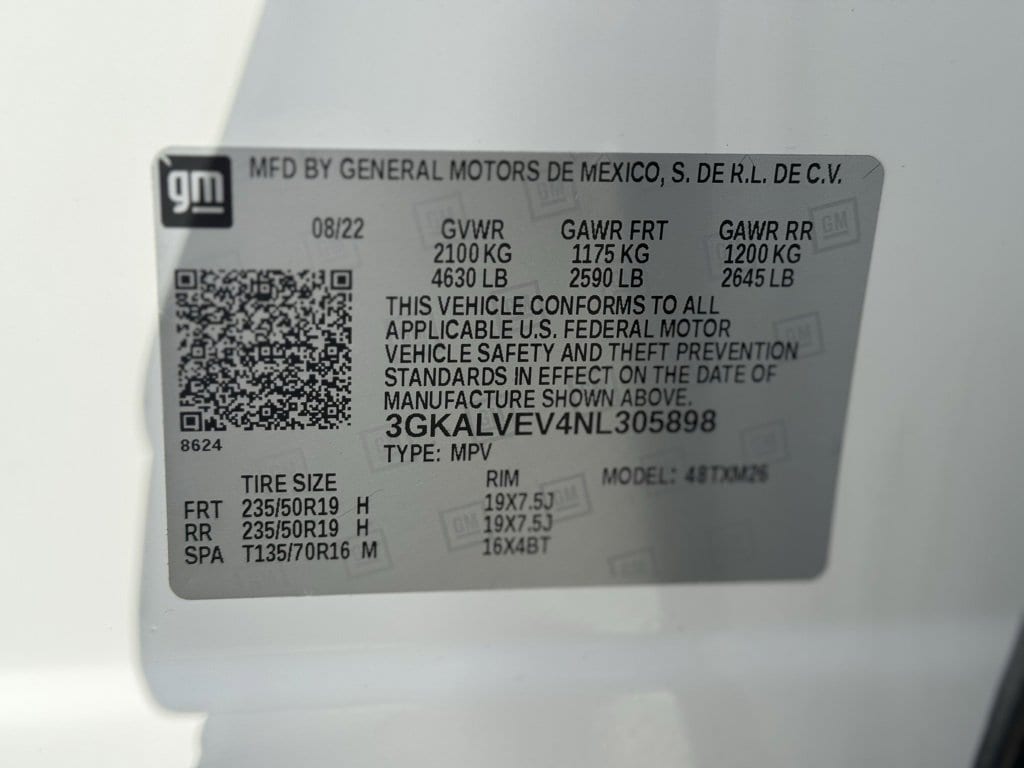 gm
MFD BY GENERAL MOTORS DE MEXICO, S. DE R.L. DE C.V.
08/22 GVWR GAWR FRT GAWR RR
2100 KG 1175 KG 1200 KG
4630 LB 2590 LB 2645 LB
THIS VEHICLE CONFORMS TO ALL
APPLICABLE U.S. FEDERAL MOTOR
VEHICLE SAFETY AND THEFT PREVENTION
STANDARDS IN EFFECT ON THE DATE OF
MANUFACTURE SHOWN ABOVE.
3GKALVEV4NL305898
8624
TYPE: MPV
TIRE SIZE RIM MODEL: 48TXM26
FRT 235/50R19 H 19X7.5J
RR 235/50R19 H 19X7.5J
SPA T135/70R16 M 16X4BT